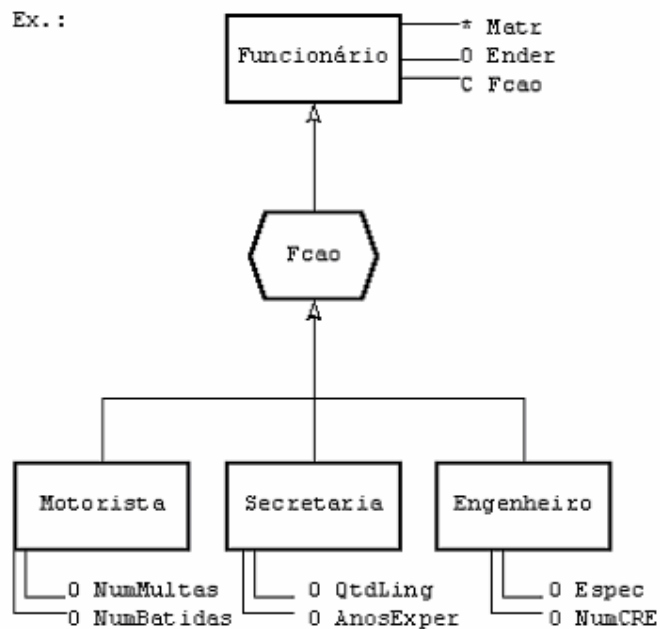 Ex.:
Funcionário
* Matr
O Ender
C Fcao
Fcao
Motorista
Secretaria
Engenheiro
O NumMultas
O NumBatidas
O QtdLing
O AnosExper
O Espec
O NumCRE